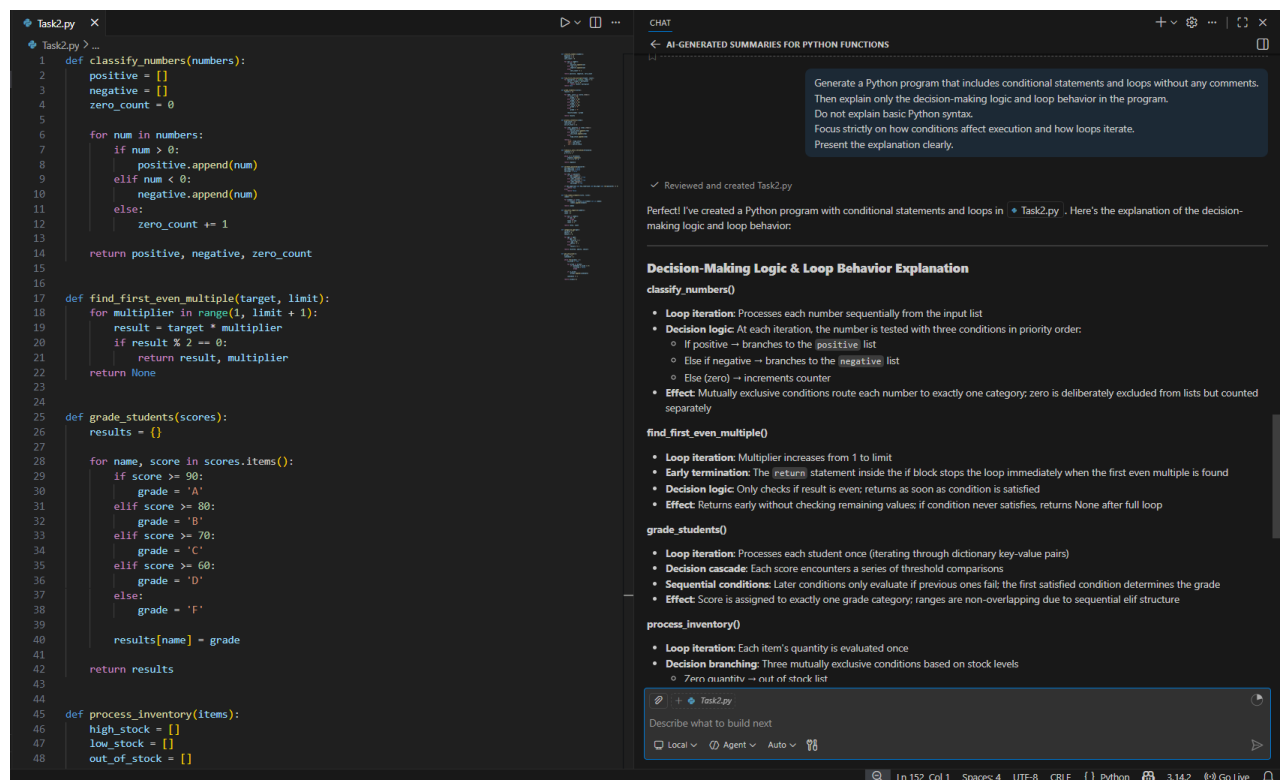 Task2.py
Task2.py > ...
1 def classify_numbers(numbers):
2     positive = []
3     negative = []
4     zero_count = 0
5
6     for num in numbers:
7         if num > 0:
8             positive.append(num)
9         elif num < 0:
10             negative.append(num)
11         else:
12             zero_count += 1
13
14     return positive, negative, zero_count
15
16
17 def find_first_even_multiple(target, limit):
18     for multiplier in range(1, limit + 1):
19         result = target * multiplier
20         if result % 2 == 0:
21             return result, multiplier
22     return None
23
24
25 def grade_students(scores):
26     results = {}
27
28     for name, score in scores.items():
29         if score >= 90:
30             grade = 'A'
31         elif score >= 80:
32             grade = 'B'
33         elif score >= 70:
34             grade = 'C'
35         elif score >= 60:
36             grade = 'D'
37         else:
38             grade = 'F'
39
40         results[name] = grade
41
42     return results
43
44
45 def process_inventory(items):
46     high_stock = []
47     low_stock = []
48     out_of_stock = []
CHAT
AI-GENERATED SUMMARIES FOR PYTHON FUNCTIONS
Generate a Python program that includes conditional statements and loops without any comments.
Then explain only the decision-making logic and loop behavior in the program.
Do not explain basic Python syntax.
Focus strictly on how conditions affect execution and how loops iterate.
Present the explanation clearly.
Reviewed and created Task2.py
Perfect! I've created a Python program with conditional statements and loops in Task2.py . Here's the explanation of the decision-
making logic and loop behavior:
Decision-Making Logic & Loop Behavior Explanation
classify_numbers()
• Loop iteration: Processes each number sequentially from the input list
• Decision logic: At each iteration, the number is tested with three conditions in priority order:
○ If positive → branches to the positive list
○ Else if negative → branches to the negative list
○ Else (zero) → increments counter
• Effect: Mutually exclusive conditions route each number to exactly one category; zero is deliberately excluded from lists but counted
separately
find_first_even_multiple()
• Loop iteration: Multiplier increases from 1 to limit
• Early termination: The return statement inside the if block stops the loop immediately when the first even multiple is found
• Decision logic: Only checks if result is even; returns as soon as condition is satisfied
• Effect: Returns early without checking remaining values; if condition never satisfies, returns None after full loop
grade_students()
• Loop iteration: Processes each student once (iterating through dictionary key-value pairs)
• Decision cascade: Each score encounters a series of threshold comparisons
• Sequential conditions: Later conditions only evaluate if previous ones fail; the first satisfied condition determines the grade
• Effect: Score is assigned to exactly one grade category; ranges are non-overlapping due to sequential elif structure
process_inventory()
• Loop iteration: Each item's quantity is evaluated once
• Decision branching: Three mutually exclusive conditions based on stock levels
○ Zero quantity → out of stock list
Task2.py
Describe what to build next
Local Agent Auto
Ln 152, Col 1 Spaces: 4 UTF-8 CRLF { } Python 3.14.2 Go Live